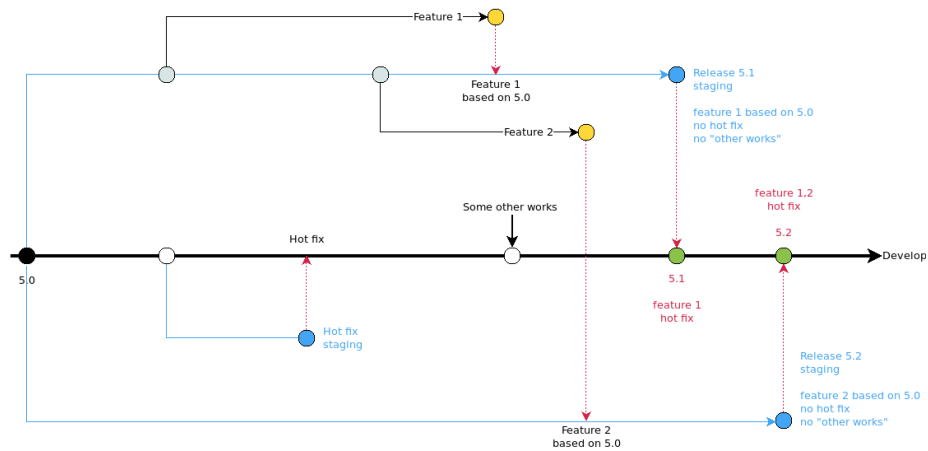 Feature 1
Feature 1
based on 5.0
Release 5.1
staging
feature 1 based on 5.0
no hot fix
no "other works"
Feature 2
feature 1,2
hot fix
5.2
Some other works
Hot fix
Develop
5.0
5.1
feature 1
hot fix
Hot fix
staging
Release 5.2
staging
feature 2 based on 5.0
no hot fix
no "other works"
Feature 2
based on 5.0